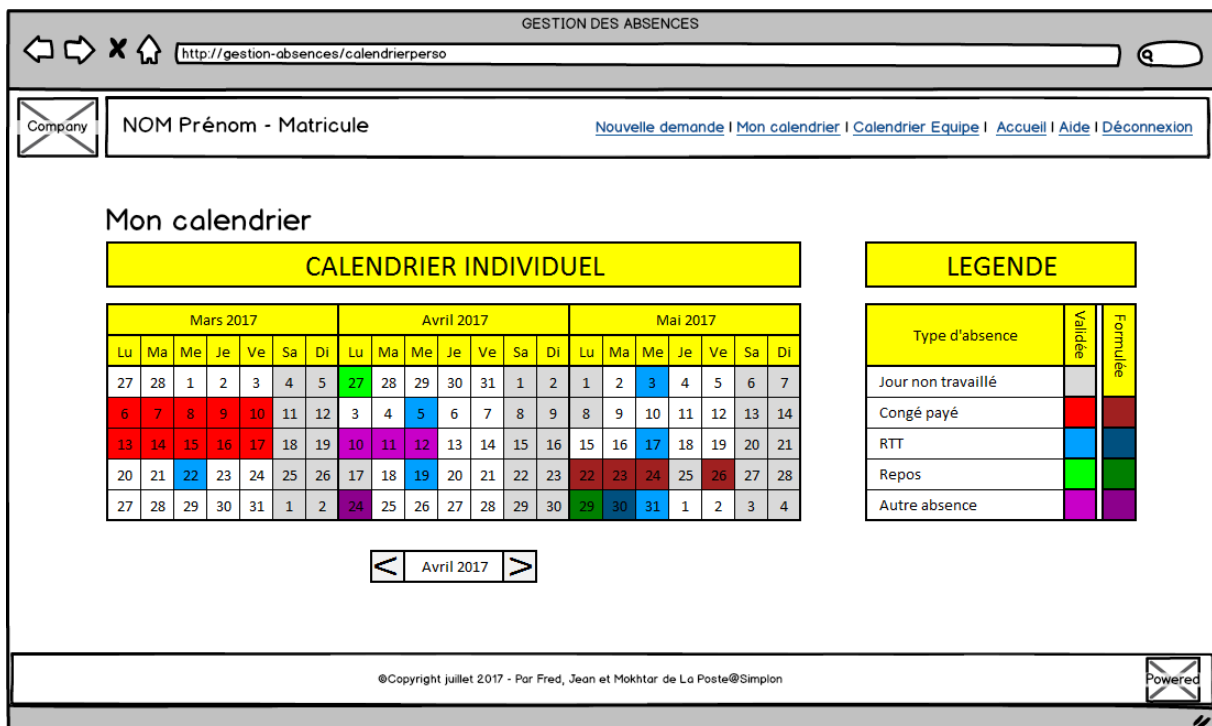 GESTION DES ABSENCES
http://gestion-absences/calendrierperso
Company
NOM Prénom - Matricule
Nouvelle demande | Mon calendrier | Calendrier Equipe | Accueil | Aide | Déconnexion
Mon calendrier
CALENDRIER INDIVIDUEL
Mars 2017 Avril 2017 Mai 2017
Lu Ma Me Je Ve Sa Di Lu Ma Me Je Ve Sa Di Lu Ma Me Je Ve Sa Di
27 28 1 2 3 4 5 27 28 29 30 31 1 2 1 2 3 4 5 6 7
6 7 8 9 10 11 12 3 4 5 6 7 8 9 8 9 10 11 12 13 14
13 14 15 16 17 18 19 10 11 12 13 14 15 16 15 16 17 18 19 20 21
20 21 22 23 24 25 26 17 18 19 20 21 22 23 22 23 24 25 26 27 28
27 28 29 30 31 1 2 24 25 26 27 28 29 30 29 30 31 1 2 3 4
< Avril 2017 >
LEGENDE
Type d'absence Validée Formulée
Jour non travaillé
Congé payé
RTT
Repos
Autre absence
©Copyright juillet 2017 - Par Fred, Jean et Mokhtar de La Poste@Simplon
Powered